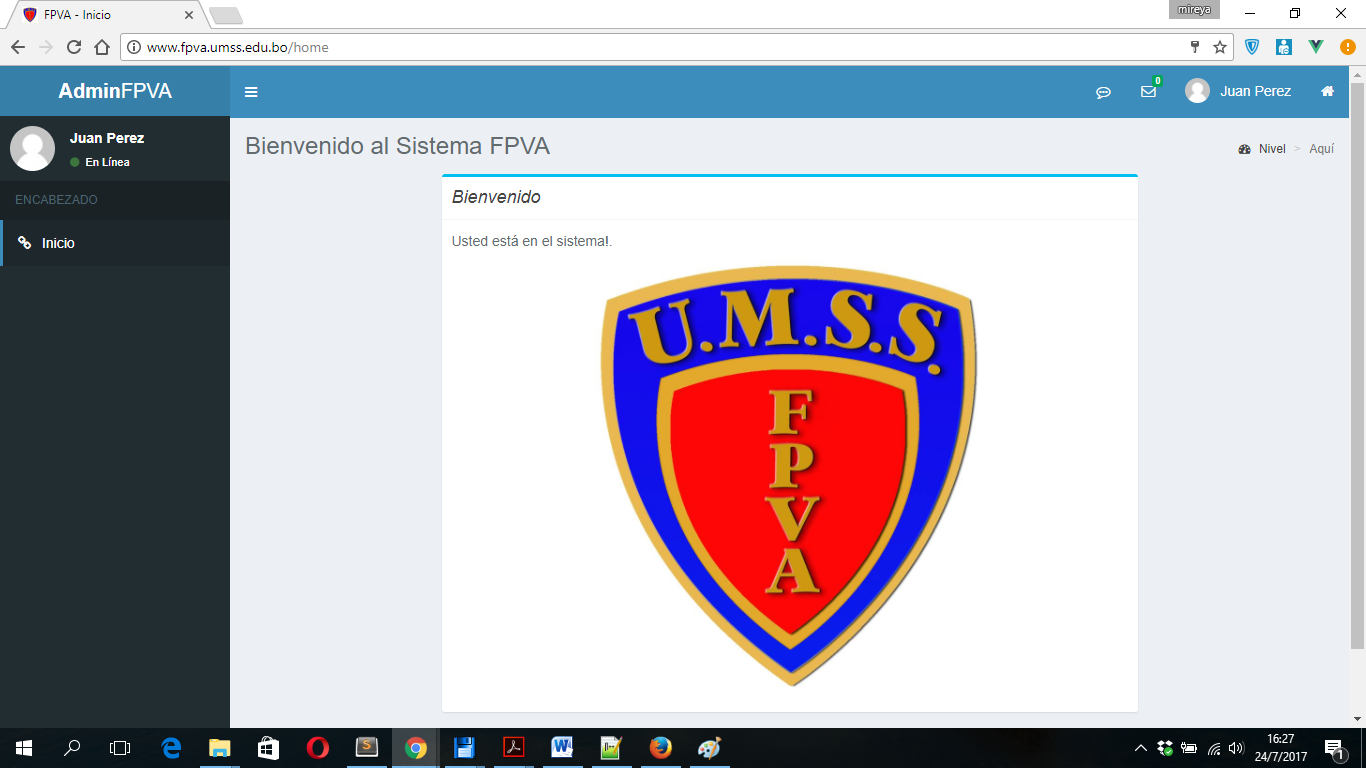 FPVA - Inicio
mireya
www.fpva.umss.edu.bo/home
AdminFPVA
0
Juan Perez
Juan Perez
En Línea
ENCABEZADO
Inicio
Bienvenido al Sistema FPVA
Nivel > Aquí
Bienvenido
Usted está en el sistema!.
U.M.S.S.
F
P
V
A
16:27
24/7/2017
1